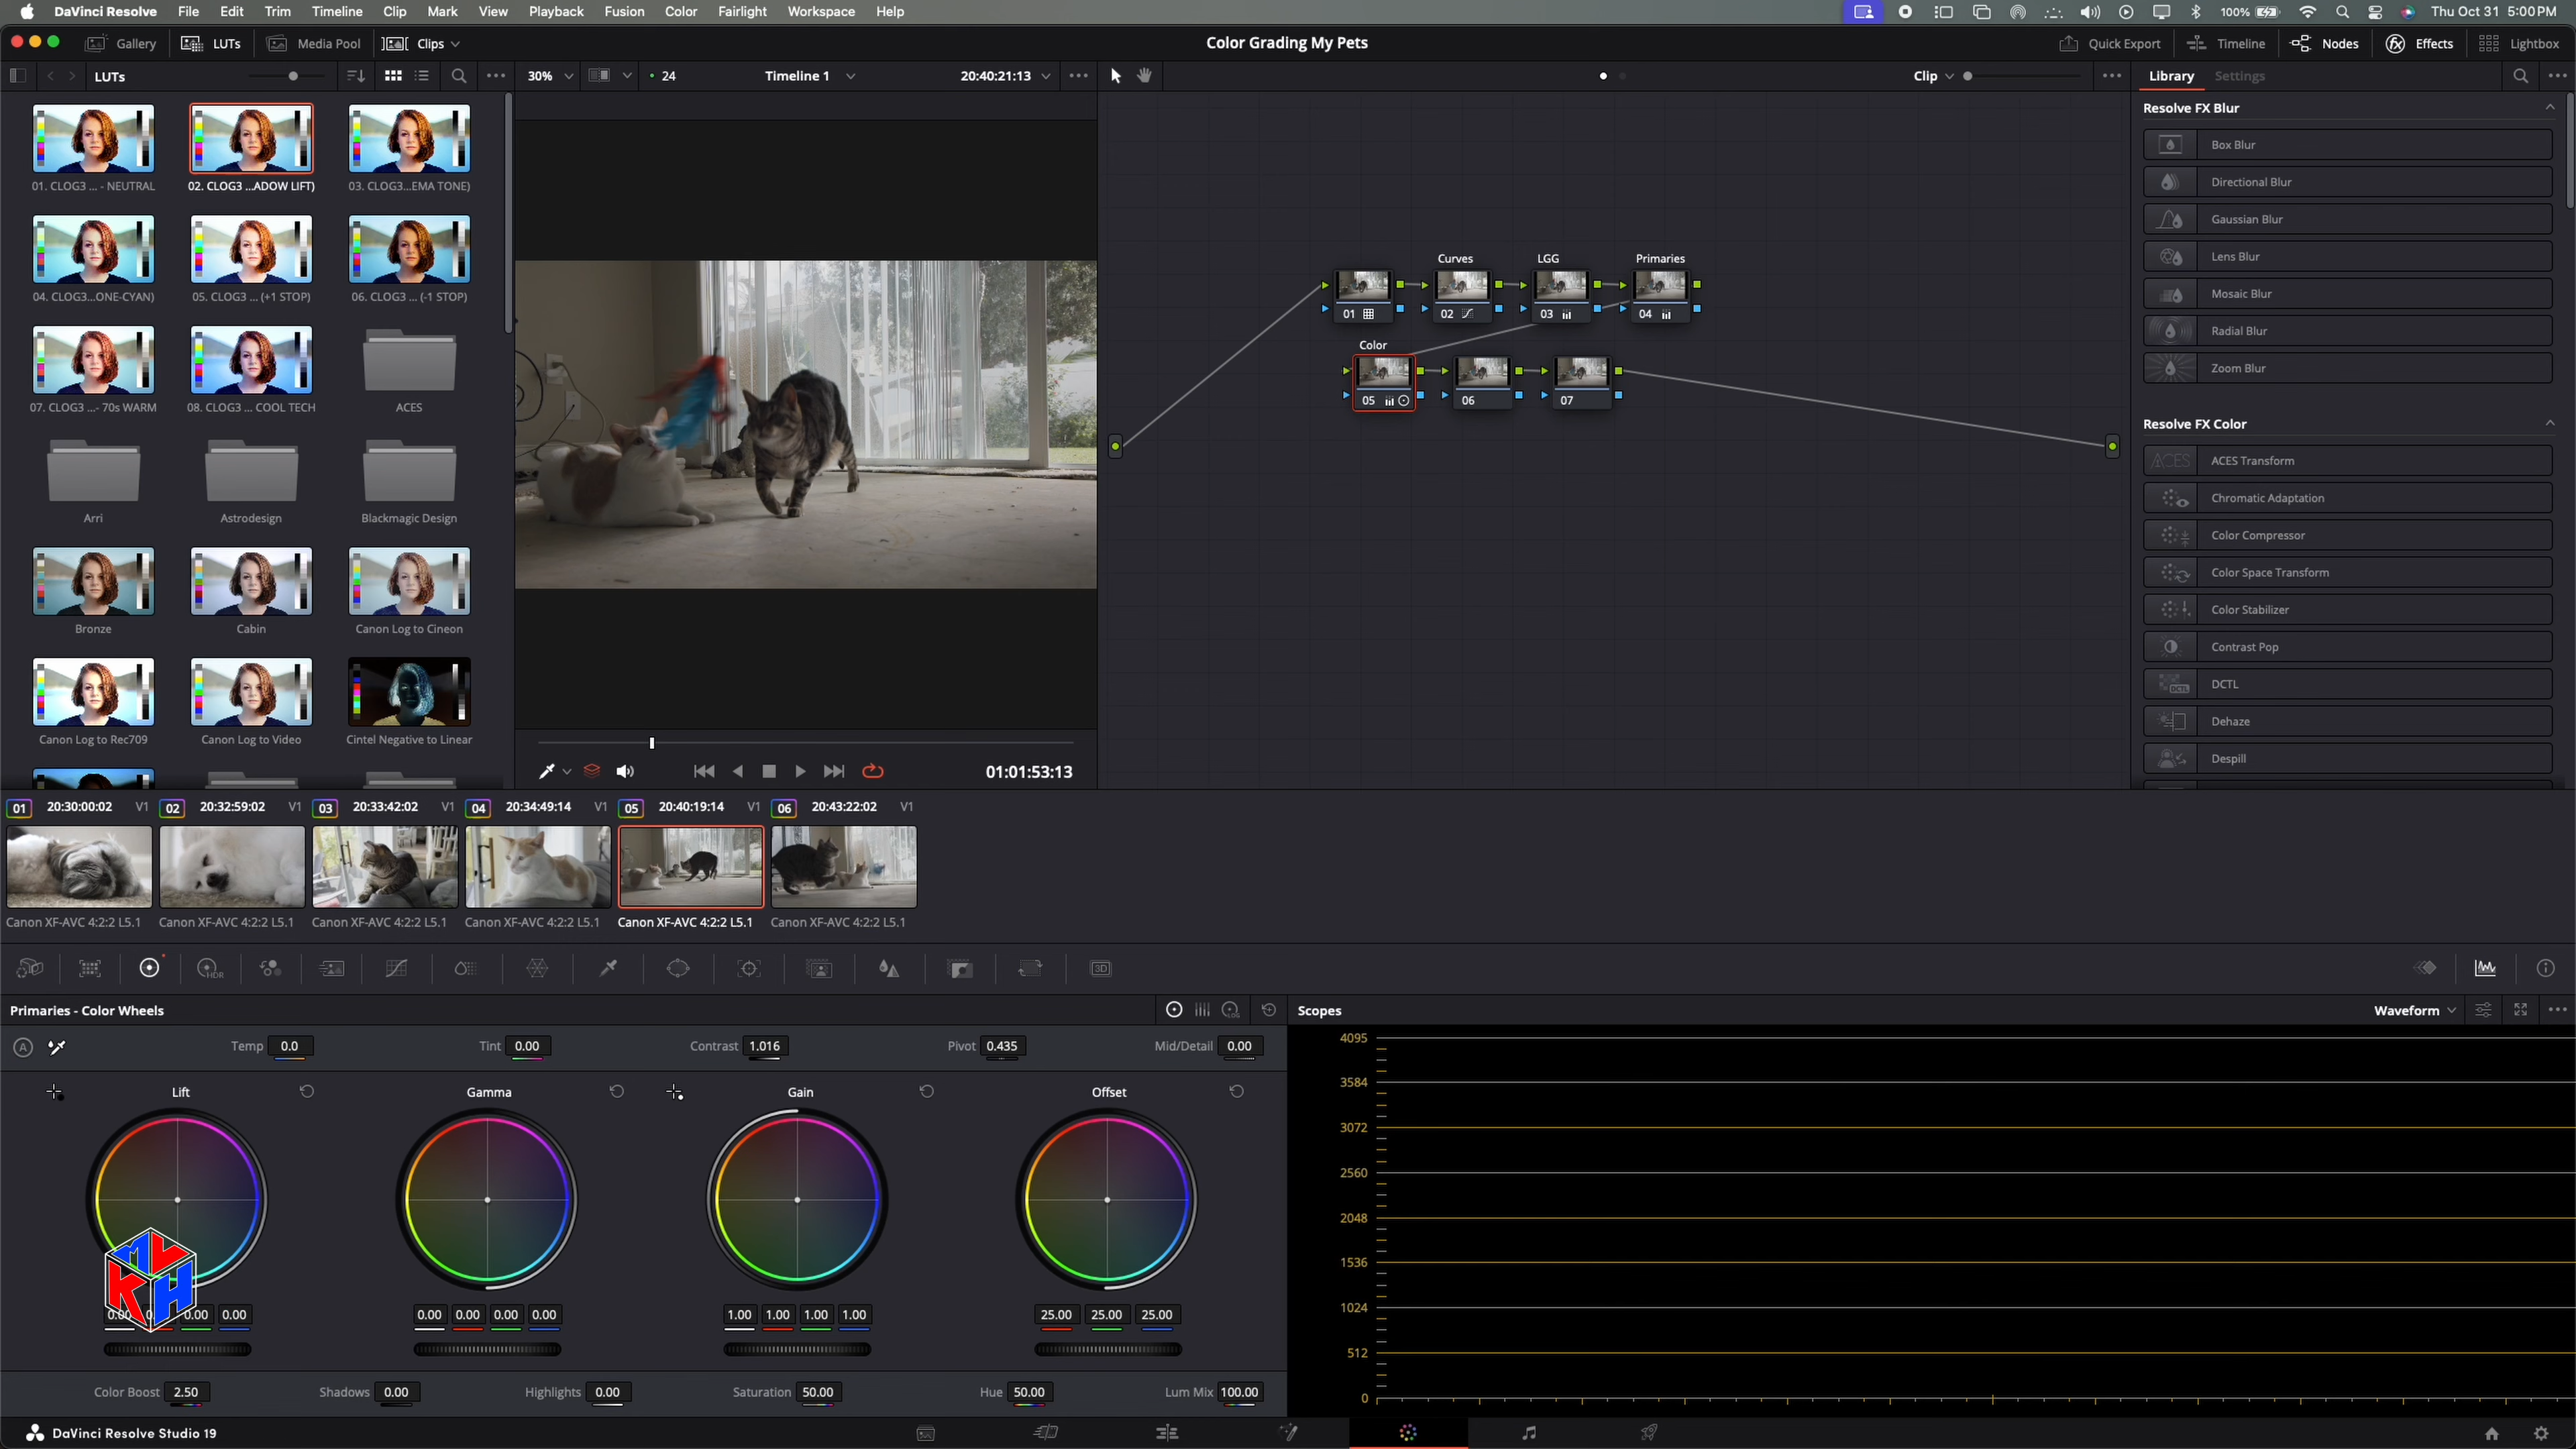 DaVinci Resolve File Edit Trim Timeline Clip Mark View Playback Fusion Color Fairlight Workspace Help 100% Thu Oct 31 5:00 PM
Gallery LUTs Media Pool Clips Color Grading My Pets Quick Export Timeline Nodes Effects Lightbox
LUTs 30% 24 Timeline 1 20:40:21:13 Clip Library Settings
01. CLOG3 ... - NEUTRAL 02. CLOG3 ...ADOW LIFT) 03. CLOG3...EMA TONE)
04. CLOG3...ONE-CYAN) 05. CLOG3 ... (+1 STOP) 06. CLOG3 ... (-1 STOP)
07. CLOG3 ...- 70s WARM 08. CLOG3 ... COOL TECH ACES
Arri Astrodesign Blackmagic Design
Bronze Cabin Canon Log to Cineon
Canon Log to Rec709 Canon Log to Video Cintel Negative to Linear
01:01:53:13
Curves LGG Primaries
01 02 03 04
Color
05 06 07
Resolve FX Blur
Box Blur
Directional Blur
Gaussian Blur
Lens Blur
Mosaic Blur
Radial Blur
Zoom Blur
Resolve FX Color
ACES ACES Transform
Chromatic Adaptation
Color Compressor
Color Space Transform
Color Stabilizer
Contrast Pop
DCTL DCTL
Dehaze
Despill
01 20:30:00:02 V1 02 20:32:59:02 V1 03 20:33:42:02 V1 04 20:34:49:14 V1 05 20:40:19:14 V1 06 20:43:22:02 V1
Canon XF-AVC 4:2:2 L5.1 Canon XF-AVC 4:2:2 L5.1 Canon XF-AVC 4:2:2 L5.1 Canon XF-AVC 4:2:2 L5.1 Canon XF-AVC 4:2:2 L5.1 Canon XF-AVC 4:2:2 L5.1
HDR 3D
Primaries - Color Wheels LOG Scopes Waveform
A Temp 0.0 Tint 0.00 Contrast 1.016 Pivot 0.435 Mid/Detail 0.00
Lift Gamma Gain Offset
MVKH
0.00 0.00 0.00
0.00 0.00 0.00 0.00
1.00 1.00 1.00 1.00
25.00 25.00 25.00
Color Boost 2.50 Shadows 0.00 Highlights 0.00 Saturation 50.00 Hue 50.00 Lum Mix 100.00
4095
3584
3072
2560
2048
1536
1024
512
0
DaVinci Resolve Studio 19